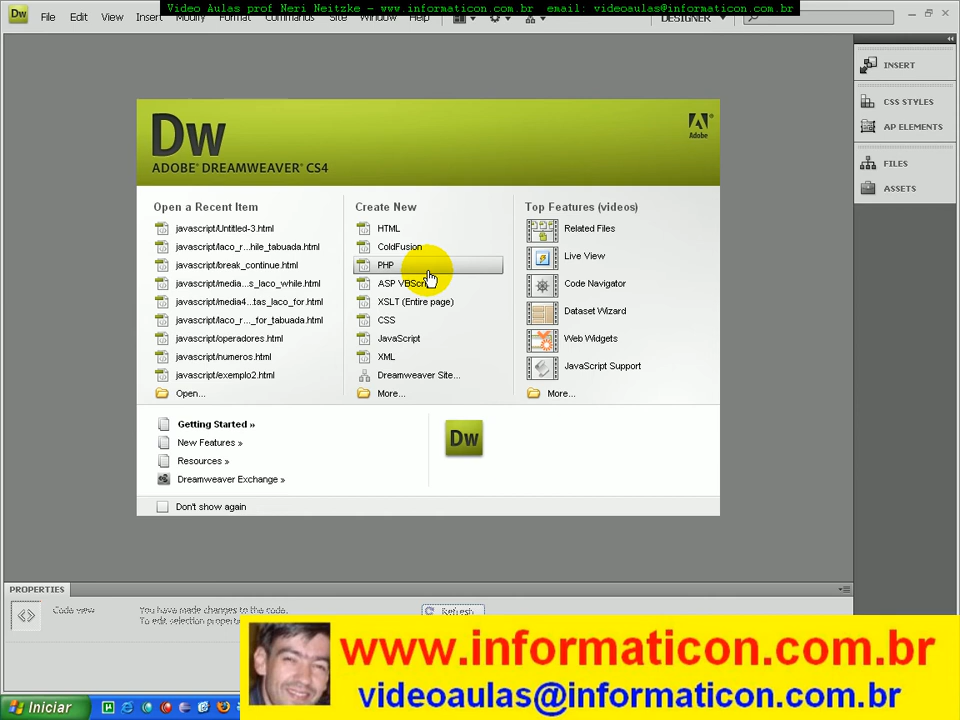 Video Aulas prof Neri Neitzke - www.informaticon.com.br email: videoaulas@informaticon.com.br
Dw File Edit View Insert Modify Format Commands Site Window Help DESIGNER
INSERT
CSS STYLES
AP ELEMENTS
FILES
ASSETS
Dw
Adobe
ADOBE® DREAMWEAVER® CS4
Open a Recent Item
javascript/Untitled-3.html
javascript/laco_r...hile_tabuada.html
javascript/break_continue.html
javascript/media...s_laco_while.html
javascript/media4...tas_laco_for.html
javascript/laco_r..._for_tabuada.html
javascript/operadores.html
javascript/numeros.html
javascript/exemplo2.html
Open...
Create New
HTML
ColdFusion
PHP
ASP VBScript
XSLT (Entire page)
CSS
JavaScript
XML
Dreamweaver Site...
More...
Top Features (videos)
Related Files
Live View
Code Navigator
Dataset Wizard
Web Widgets
JavaScript Support
More...
Getting Started »
New Features »
Resources »
Dreamweaver Exchange »
Dw
Don't show again
PROPERTIES
Code view
You have made changes to the code.
Refresh
To edit selection
www.informaticon.com.br
videoaulas@informaticon.com.br
Iniciar